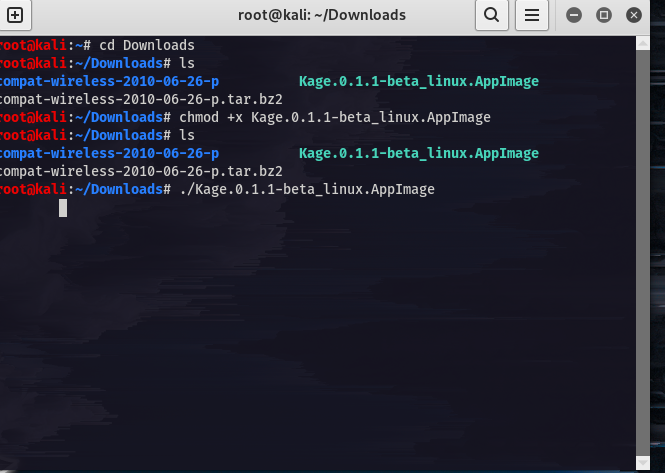 root@kali: ~/Downloads
root@kali:~# cd Downloads
root@kali:~/Downloads# ls
compat-wireless-2010-06-26-p Kage.0.1.1-beta_linux.AppImage
compat-wireless-2010-06-26-p.tar.bz2
root@kali:~/Downloads# chmod +x Kage.0.1.1-beta_linux.AppImage
root@kali:~/Downloads# ls
compat-wireless-2010-06-26-p Kage.0.1.1-beta_linux.AppImage
compat-wireless-2010-06-26-p.tar.bz2
root@kali:~/Downloads# ./Kage.0.1.1-beta_linux.AppImage